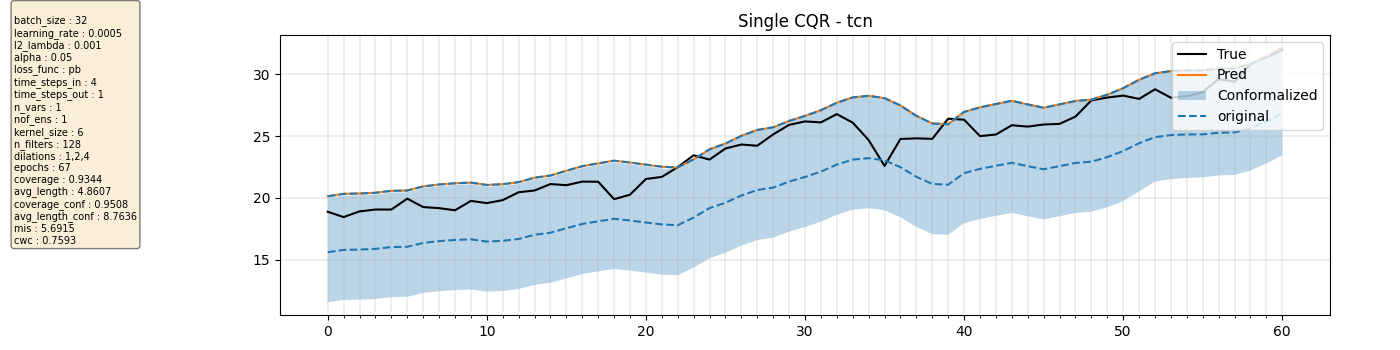 batch_size : 32
learning_rate : 0.0005
l2_lambda : 0.001
alpha : 0.05
loss_func : pb
time_steps_in : 4
time_steps_out : 1
n_vars : 1
nof_ens : 1
kernel_size : 6
n_filters : 128
dilations : 1,2,4
epochs : 67
coverage : 0.9344
avg_length : 4.8607
coverage_conf : 0.9508
avg_length_conf : 8.7636
mis : 5.6915
cwc : 0.7593
Single CQR - tcn
True
Pred
Conformalized
original
30
25
20
15
0 10 20 30 40 50 60